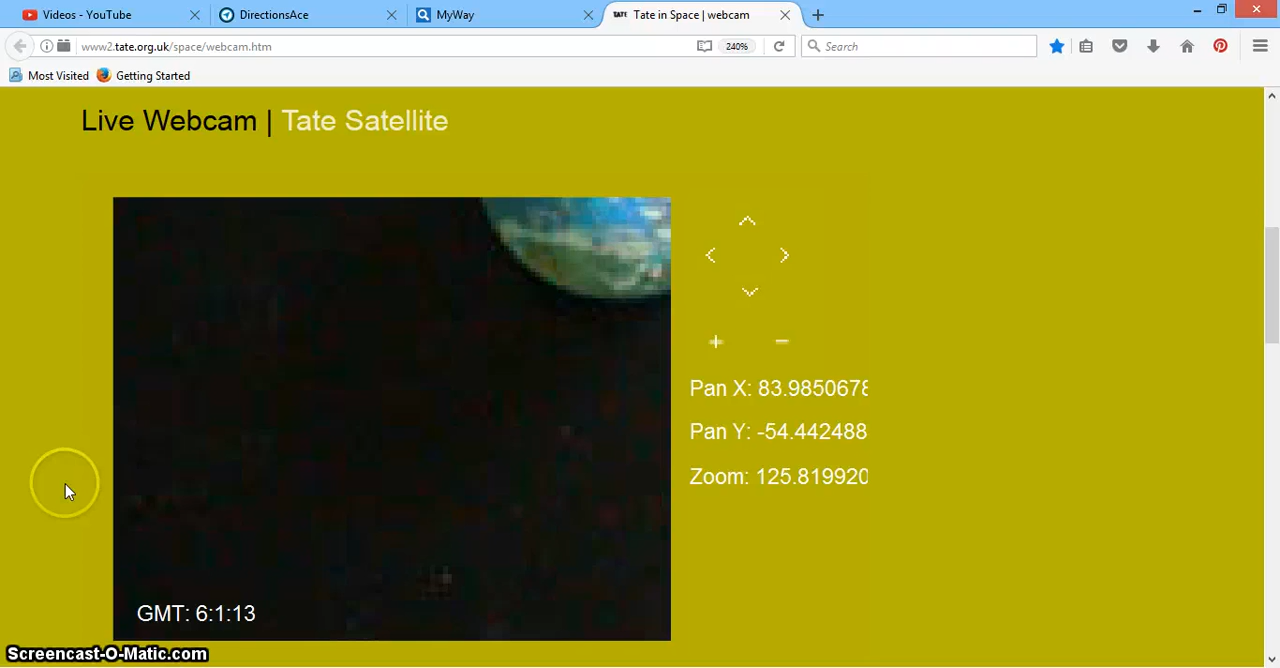 Videos - YouTube
DirectionsAce
MyWay
TATE Tate in Space | webcam
www2.tate.org.uk/space/webcam.htm
240%
Search
Most Visited
Getting Started
Live Webcam | Tate Satellite
Pan X: 83.9850678
Pan Y: -54.442488
Zoom: 125.819920
GMT: 6:1:13
Screencast-O-Matic.com